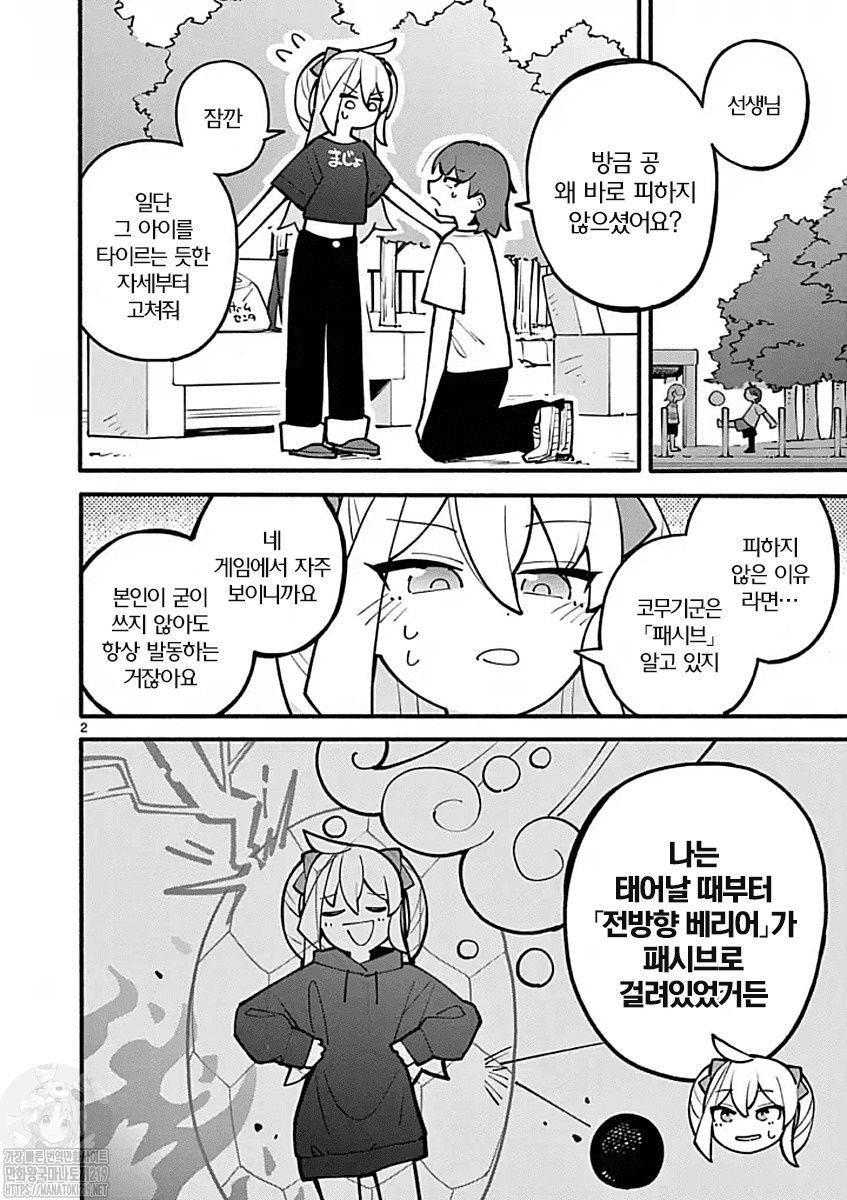 선생님
방금 공
왜 바로 피하지
않으셨어요?
잠깐
일단
그 아이를
타이르는 듯한
자세부터
고쳐줘
まじょ
ホーム
センタ
피하지
않은 이유
라면…
코무기군은
「패시브」
알고 있지
네
게임에서 자주
보이니까요
본인이 굳이
쓰지 않아도
항상 발동하는
거잖아요
2
나는
태어날 때부터
「전방향 베리어」가
패시브로
걸려있었거든
가장 빠른 번역만화사이트
만화왕국마나토끼219
HTTPS://MANATOKI219.NET